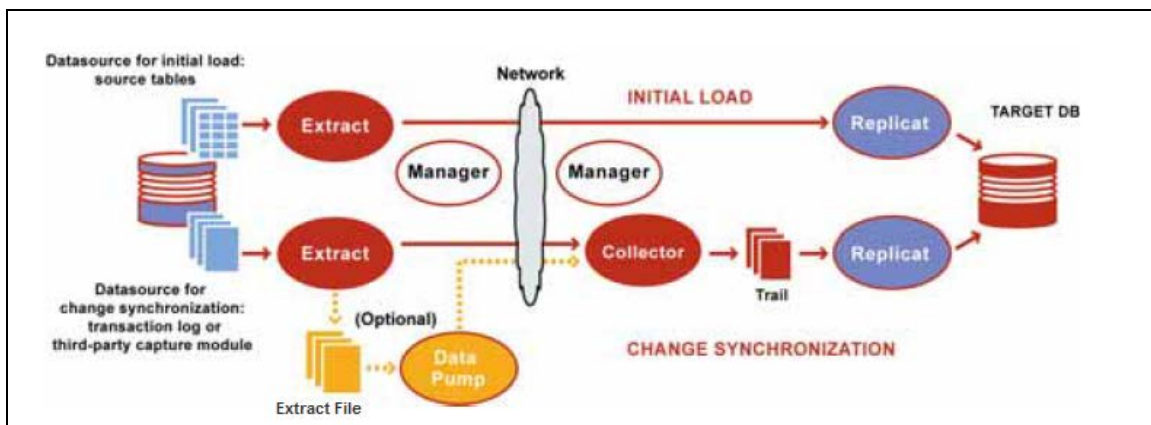 Datasource for initial load:
source tables
Network
INITIAL LOAD
TARGET DB
Extract
Replicat
Manager
Manager
Extract
Collector
Replicat
Trail
Datasource for
change synchronization:
transaction log or
third-party capture module
(Optional)
Data
Pump
CHANGE SYNCHRONIZATION
Extract File